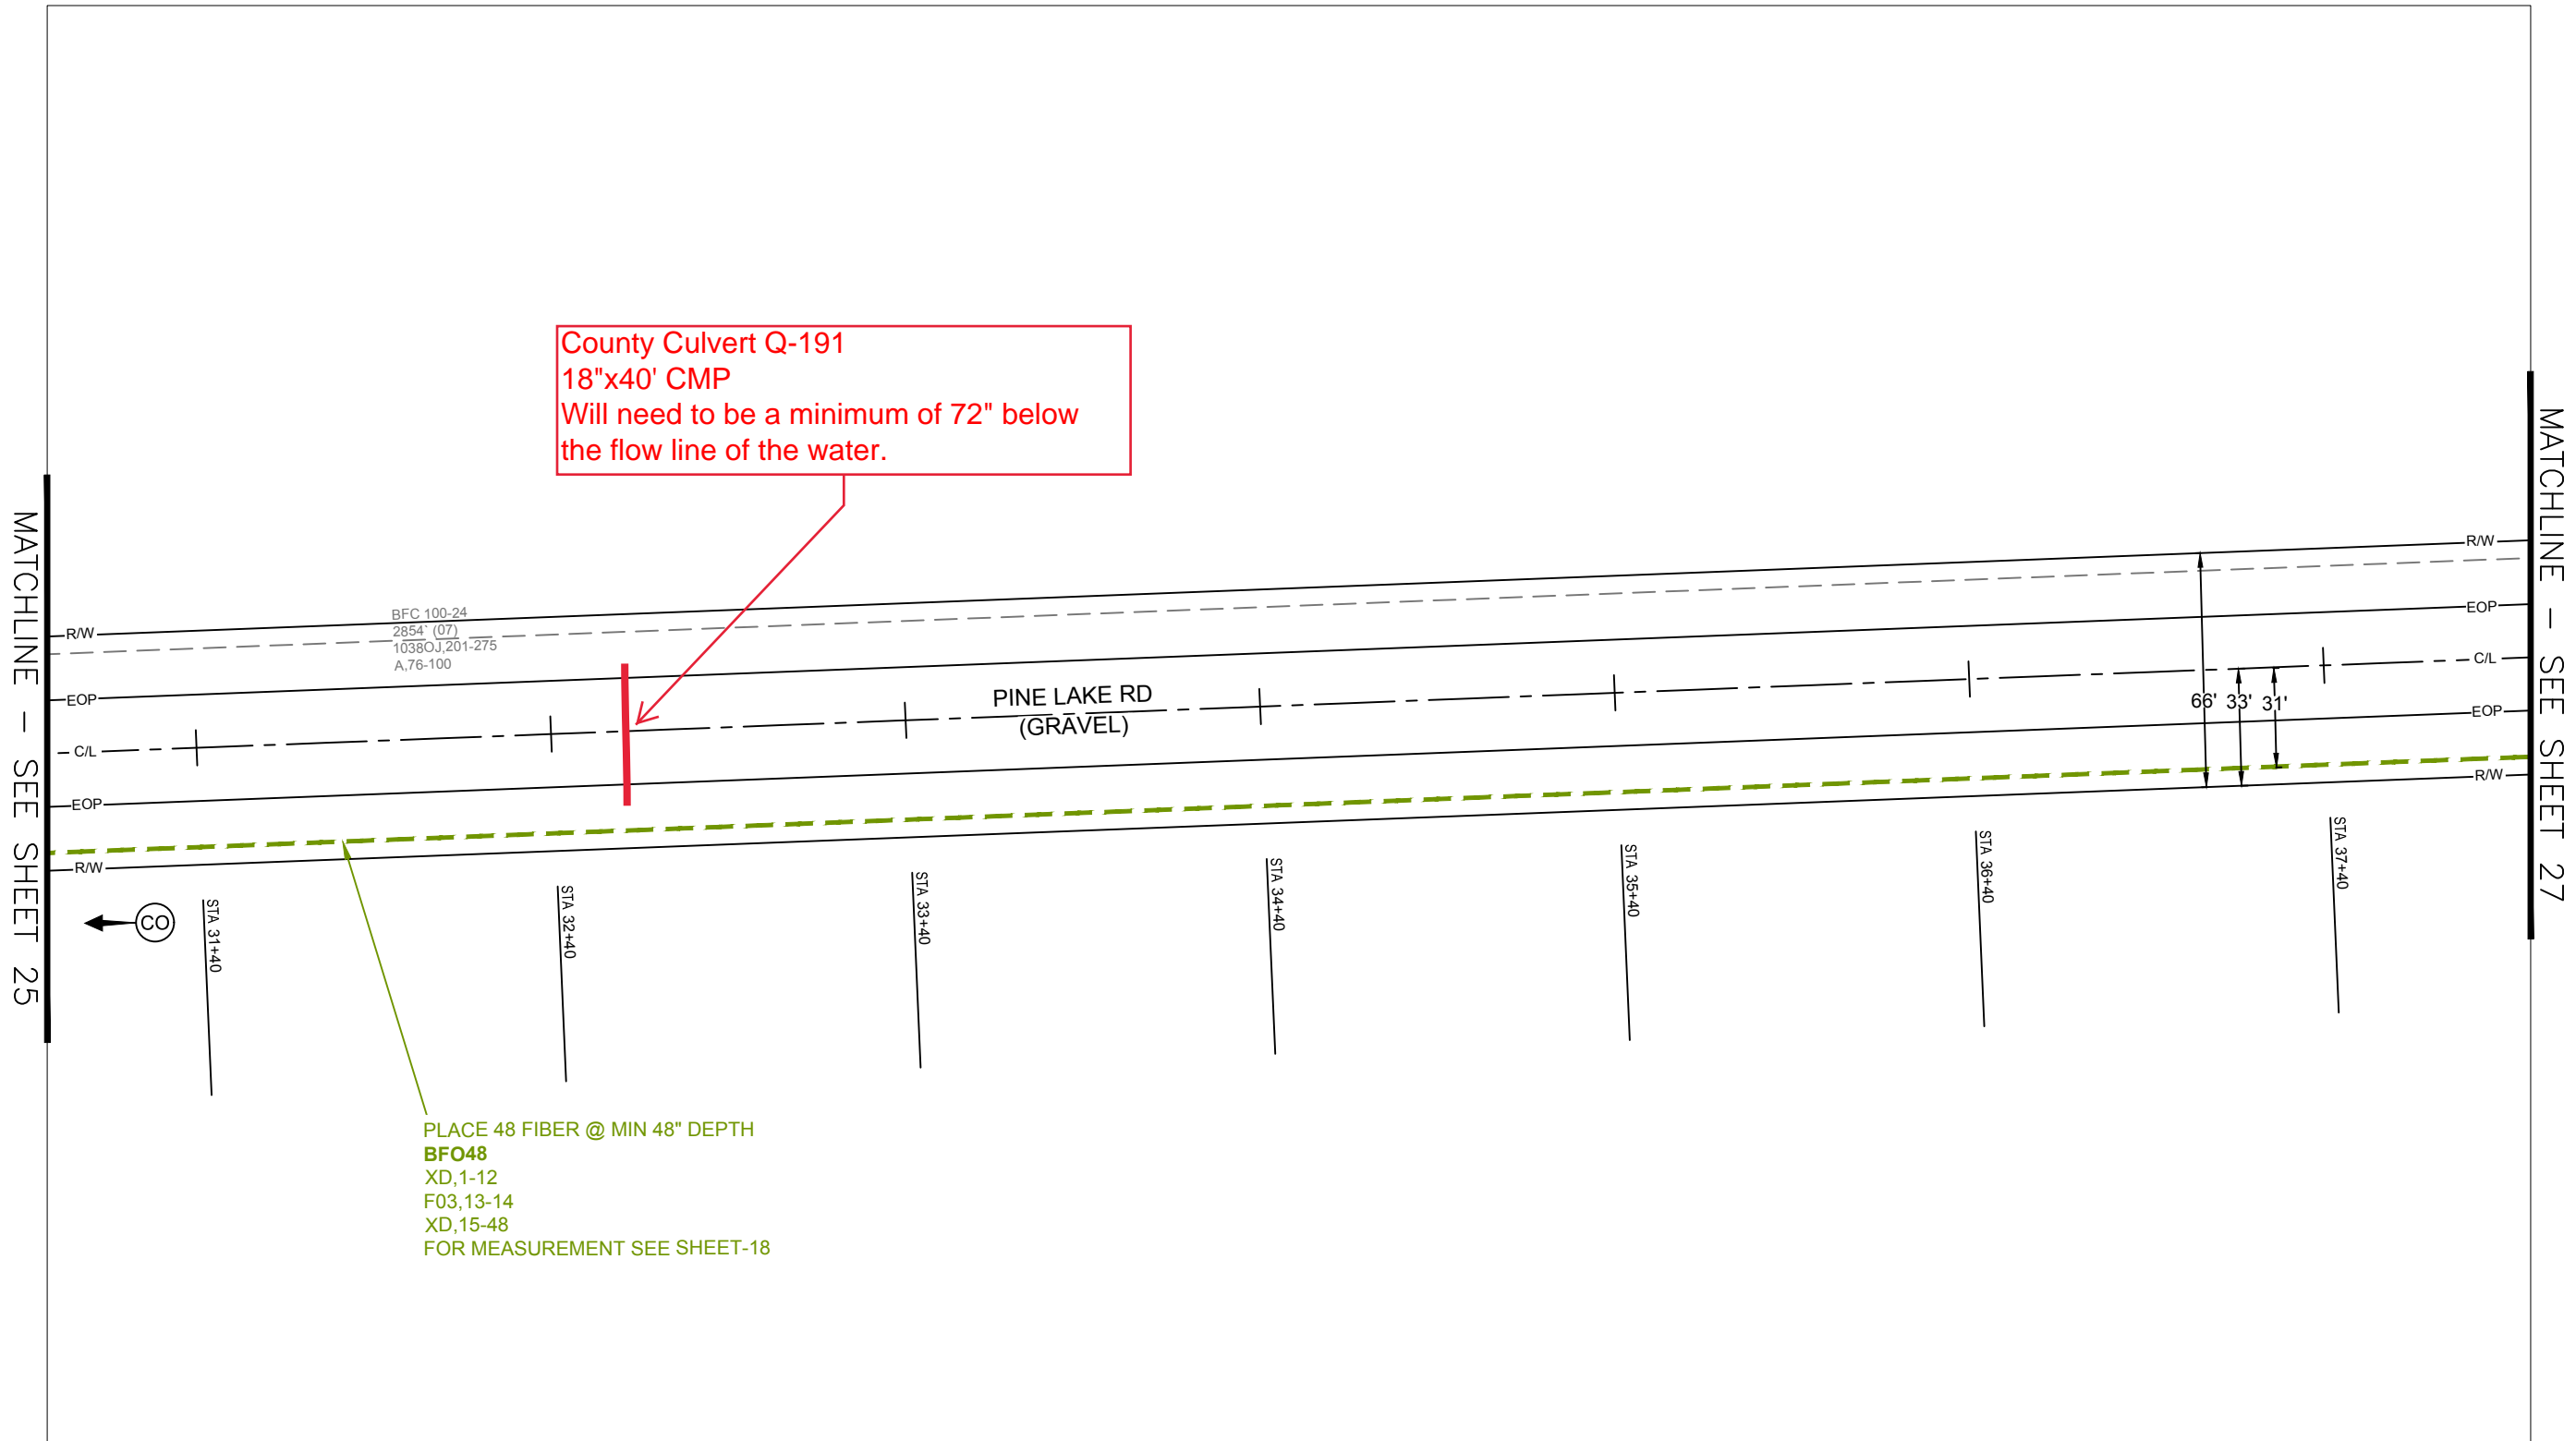 County Culvert Q-191
18"x40' CMP
Will need to be a minimum of 72" below
the flow line of the water.
MATCHLINE – SEE SHEET 25
MATCHLINE – SEE SHEET 27
R/W
R/W
BFC 100-24
2854' (07)
1038OJ,201-275
A,76-100
EOP
EOP
C/L
C/L
PINE LAKE RD
(GRAVEL)
66' 33' 31'
EOP
EOP
R/W
R/W
CO
STA 31+40
STA 32+40
STA 33+40
STA 34+40
STA 35+40
STA 36+40
STA 37+40
PLACE 48 FIBER @ MIN 48" DEPTH
BFO48
XD,1-12
F03,13-14
XD,15-48
FOR MEASUREMENT SEE SHEET-18